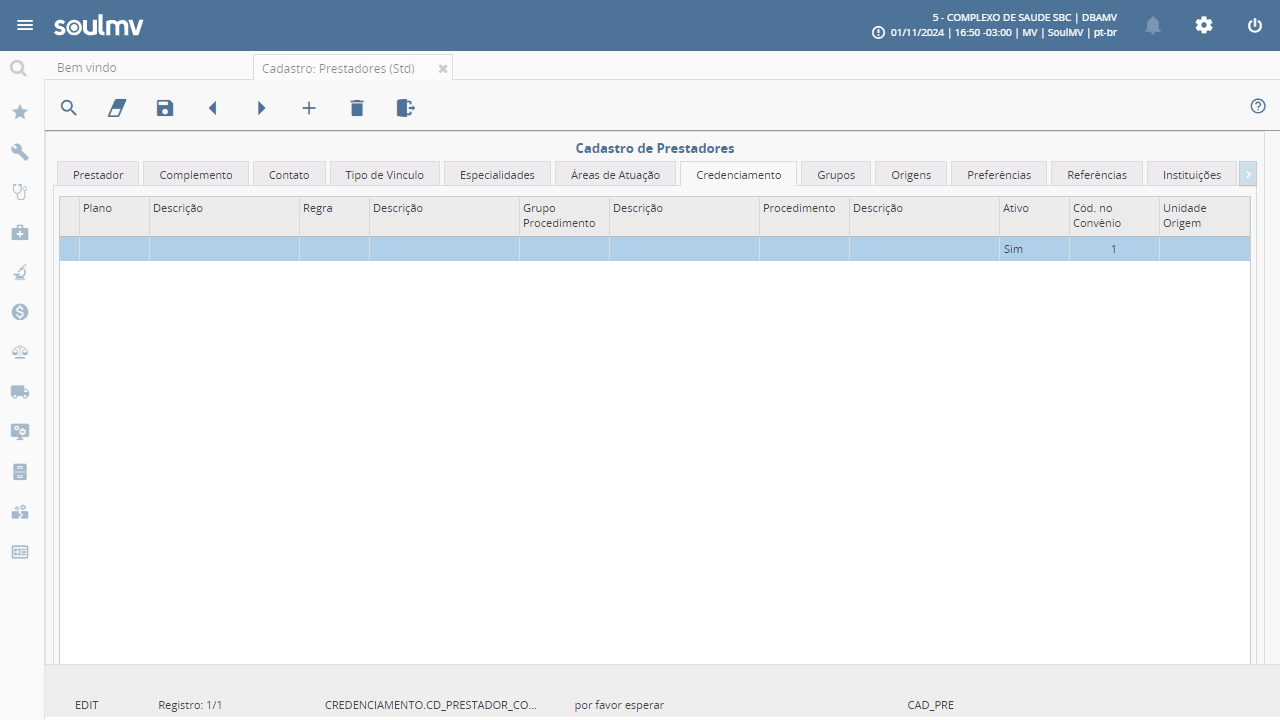 soulmv
5 - COMPLEXO DE SAUDE SBC | DBAMV
01/11/2024 | 16:50 -03:00 | MV | SoulMV | pt-br
Bem vindo
Cadastro: Prestadores (Std)
Cadastro de Prestadores
Prestador Complemento Contato Tipo de Vinculo Especialidades Áreas de Atuação Credenciamento Grupos Origens Preferências Referências Instituições
Plano Descrição Regra Descrição Grupo Procedimento Descrição Procedimento Descrição Ativo Cód. no Convênio Unidade Origem
Sim 1
EDIT Registro: 1/1 CREDENCIAMENTO.CD_PRESTADOR_CO... por favor esperar CAD_PRE